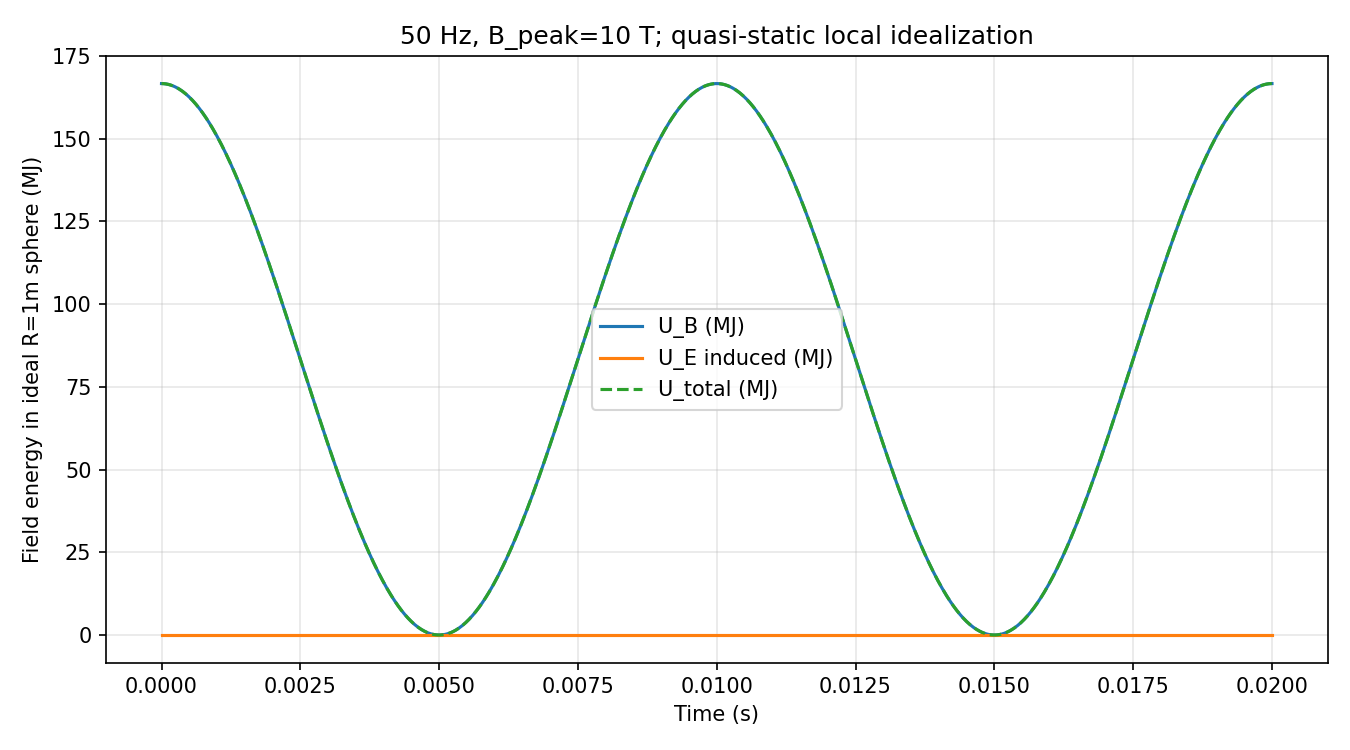 50 Hz, B_peak=10 T; quasi-static local idealization
Field energy in ideal R=1m sphere (MJ)
175
150
125
100
75
50
25
0
U_B (MJ)
U_E induced (MJ)
U_total (MJ)
0.0000 0.0025 0.0050 0.0075 0.0100 0.0125 0.0150 0.0175 0.0200
Time (s)